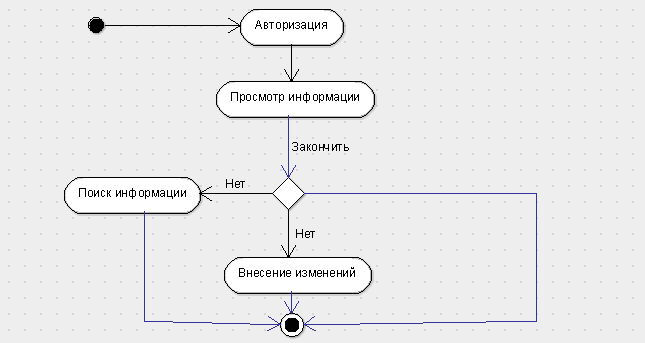 Авторизация
Просмотр информации
Закончить
Нет
Поиск информации
Нет
Внесение изменений